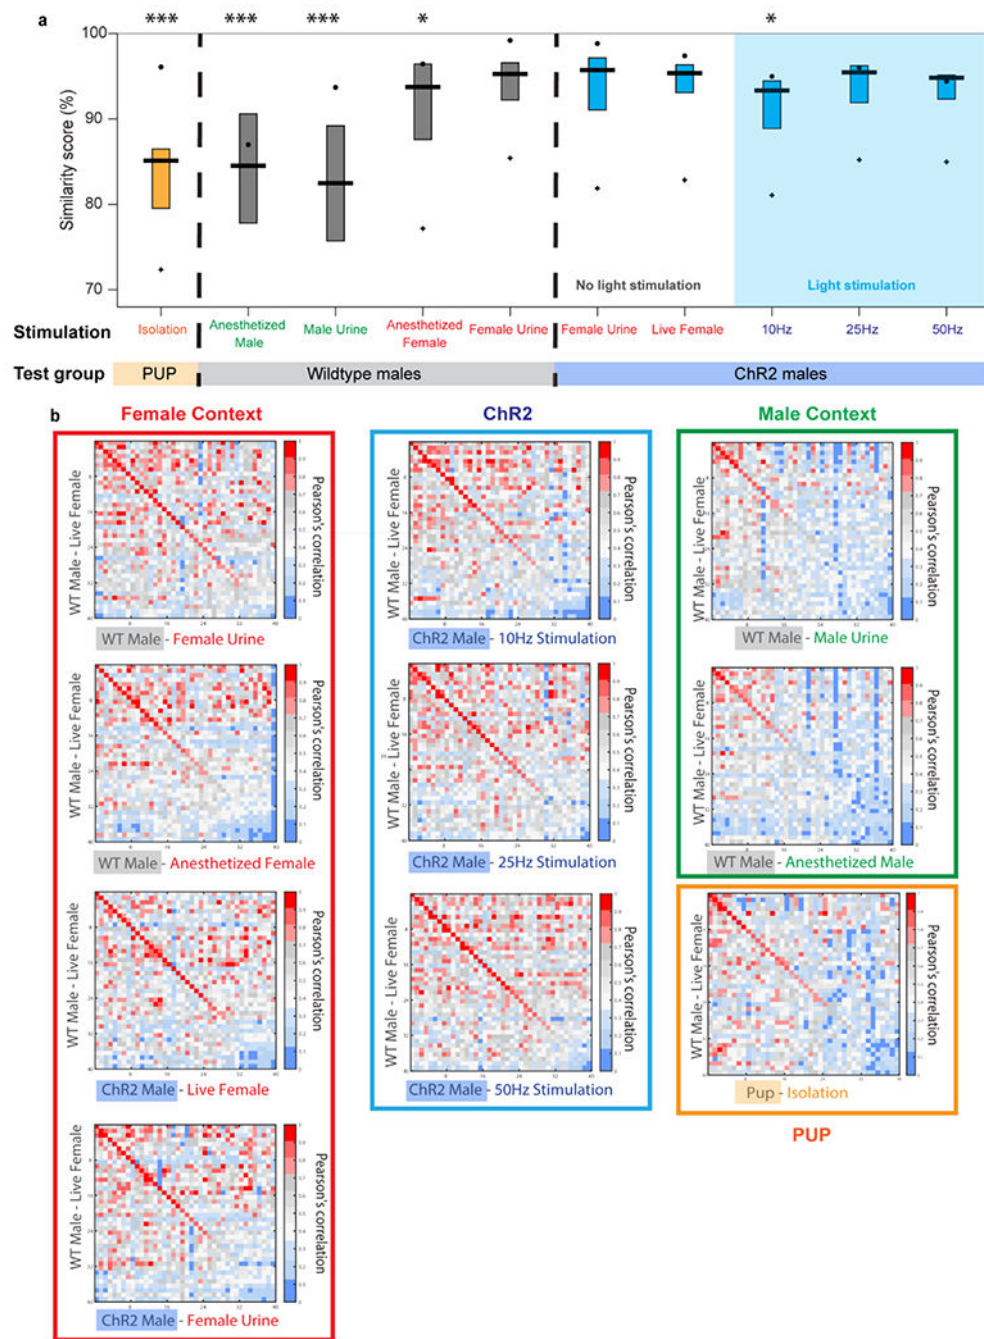 a
*** *** *** * *
100
90
80
70
Similarity score (%)
No light stimulation
Light stimulation
Stimulation
Isolation
Anesthetized
Male
Male Urine
Anesthetized
Female
Female Urine
Female Urine
Live Female
10Hz
25Hz
50Hz
Test group
PUP
Wildtype males
ChR2 males
b
Female Context
WT Male - Live Female
Pearson's correlation
WT Male - Female Urine
WT Male - Live Female
Pearson's correlation
WT Male - Anesthetized Female
WT Male - Live Female
Pearson's correlation
ChR2 Male - Live Female
WT Male - Live Female
Pearson's correlation
ChR2 Male - Female Urine
ChR2
WT Male - Live Female
Pearson's correlation
ChR2 Male - 10Hz Stimulation
WT Male - Live Female
Pearson's correlation
ChR2 Male - 25Hz Stimulation
WT Male - Live Female
Pearson's correlation
ChR2 Male - 50Hz Stimulation
Male Context
WT Male - Live Female
Pearson's correlation
WT Male - Male Urine
WT Male - Live Female
Pearson's correlation
WT Male - Anesthetized Male
WT Male - Live Female
Pearson's correlation
Pup - Isolation
PUP